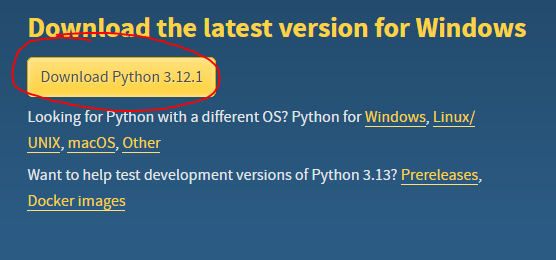 Download the latest version for Windows
Download Python 3.12.1
Looking for Python with a different OS? Python for Windows, Linux/
UNIX, macOS, Other
Want to help test development versions of Python 3.13? Prereleases,
Docker images